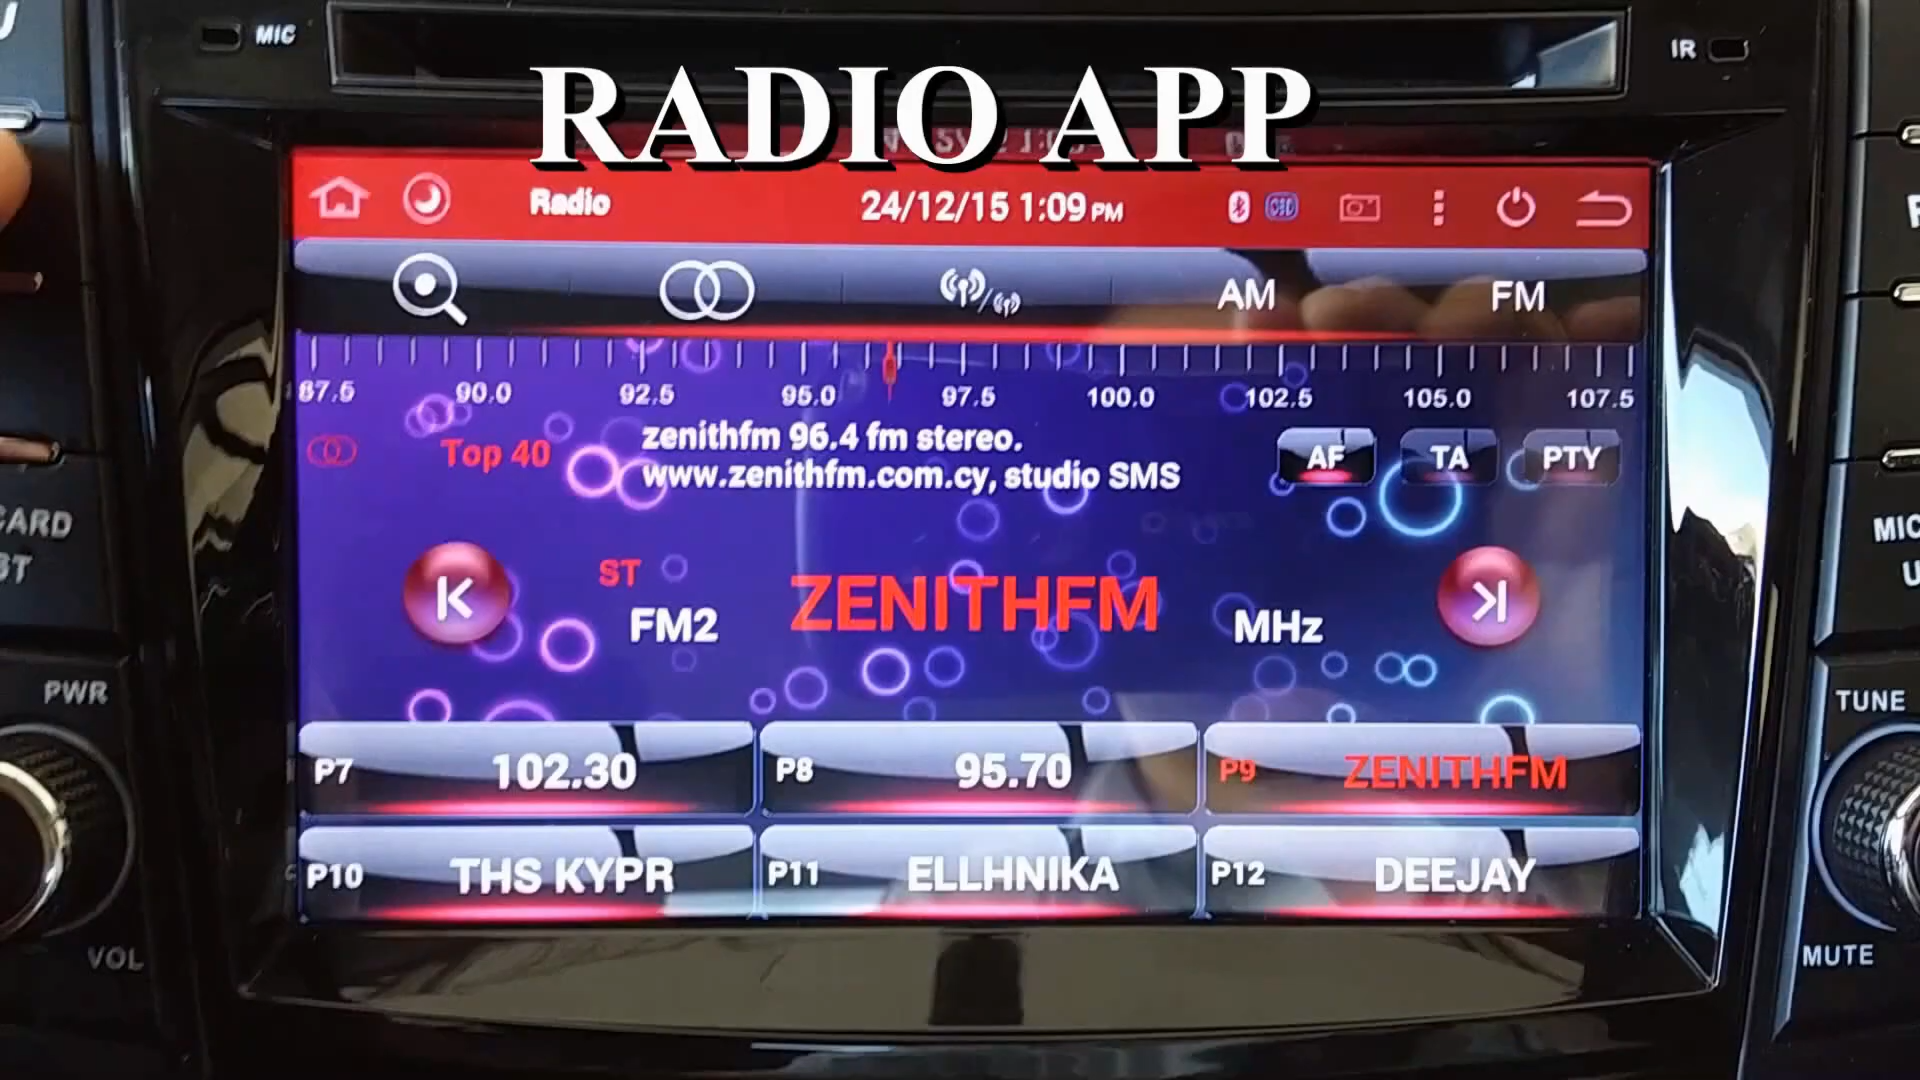 MIC
IR
RADIO APP
Radio
24/12/15 1:09 PM
AM
FM
87.5 90.0 92.5 95.0 97.5 100.0 102.5 105.0 107.5
Top 40
zenithfm 96.4 fm stereo.
www.zenithfm.com.cy, studio SMS
AF
TA
PTY
ST
FM2
ZENITHFM
MHz
P7 102.30
P8 95.70
P9 ZENITHFM
P10 THS KYPR
P11 ELLHNIKA
P12 DEEJAY
PWR
VOL
TUNE
MUTE